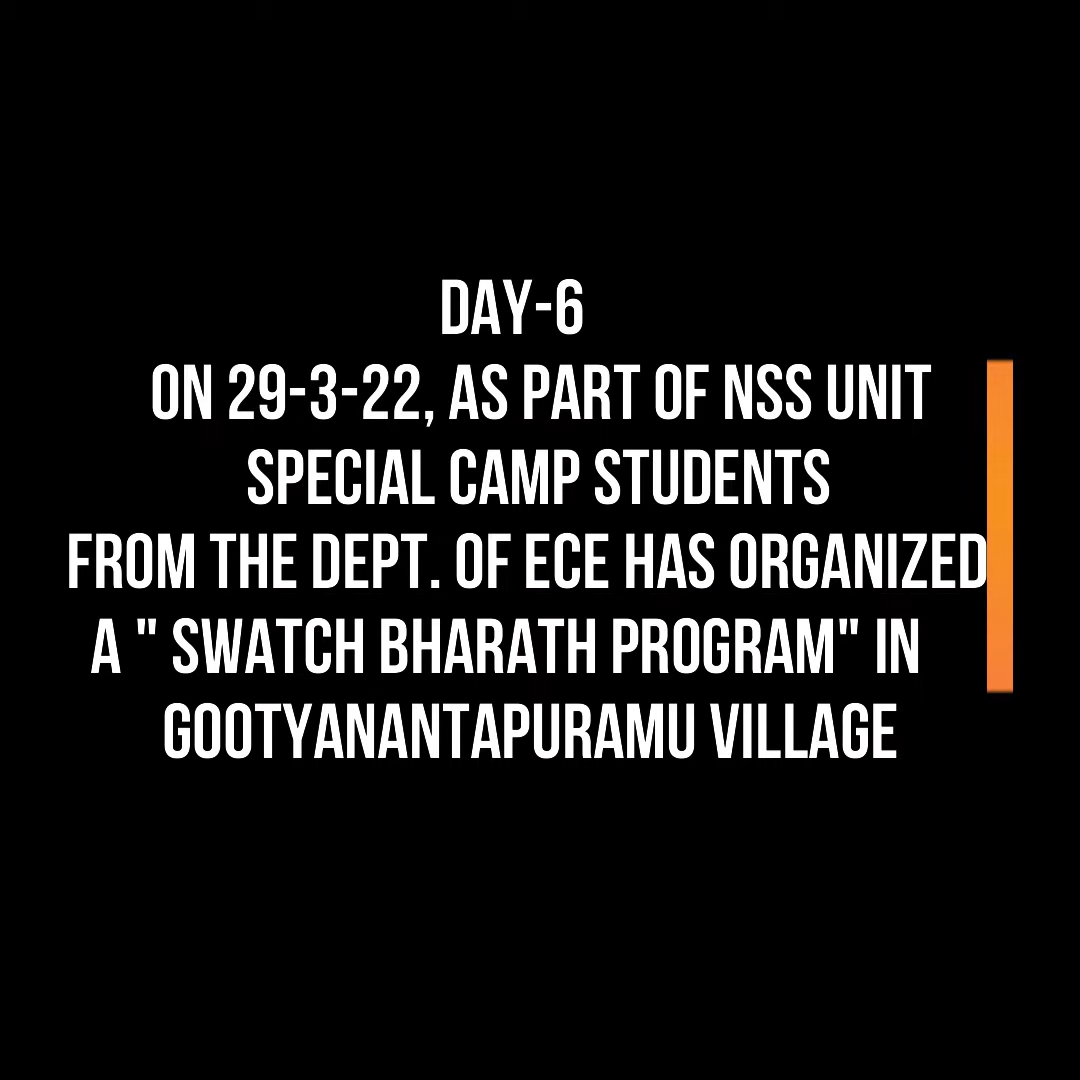 DAY-6
ON 29-3-22, AS PART OF NSS UNIT
SPECIAL CAMP STUDENTS
FROM THE DEPT. OF ECE HAS ORGANIZED
A " SWATCH BHARATH PROGRAM" IN
GOOTYANANTAPURAMU VILLAGE